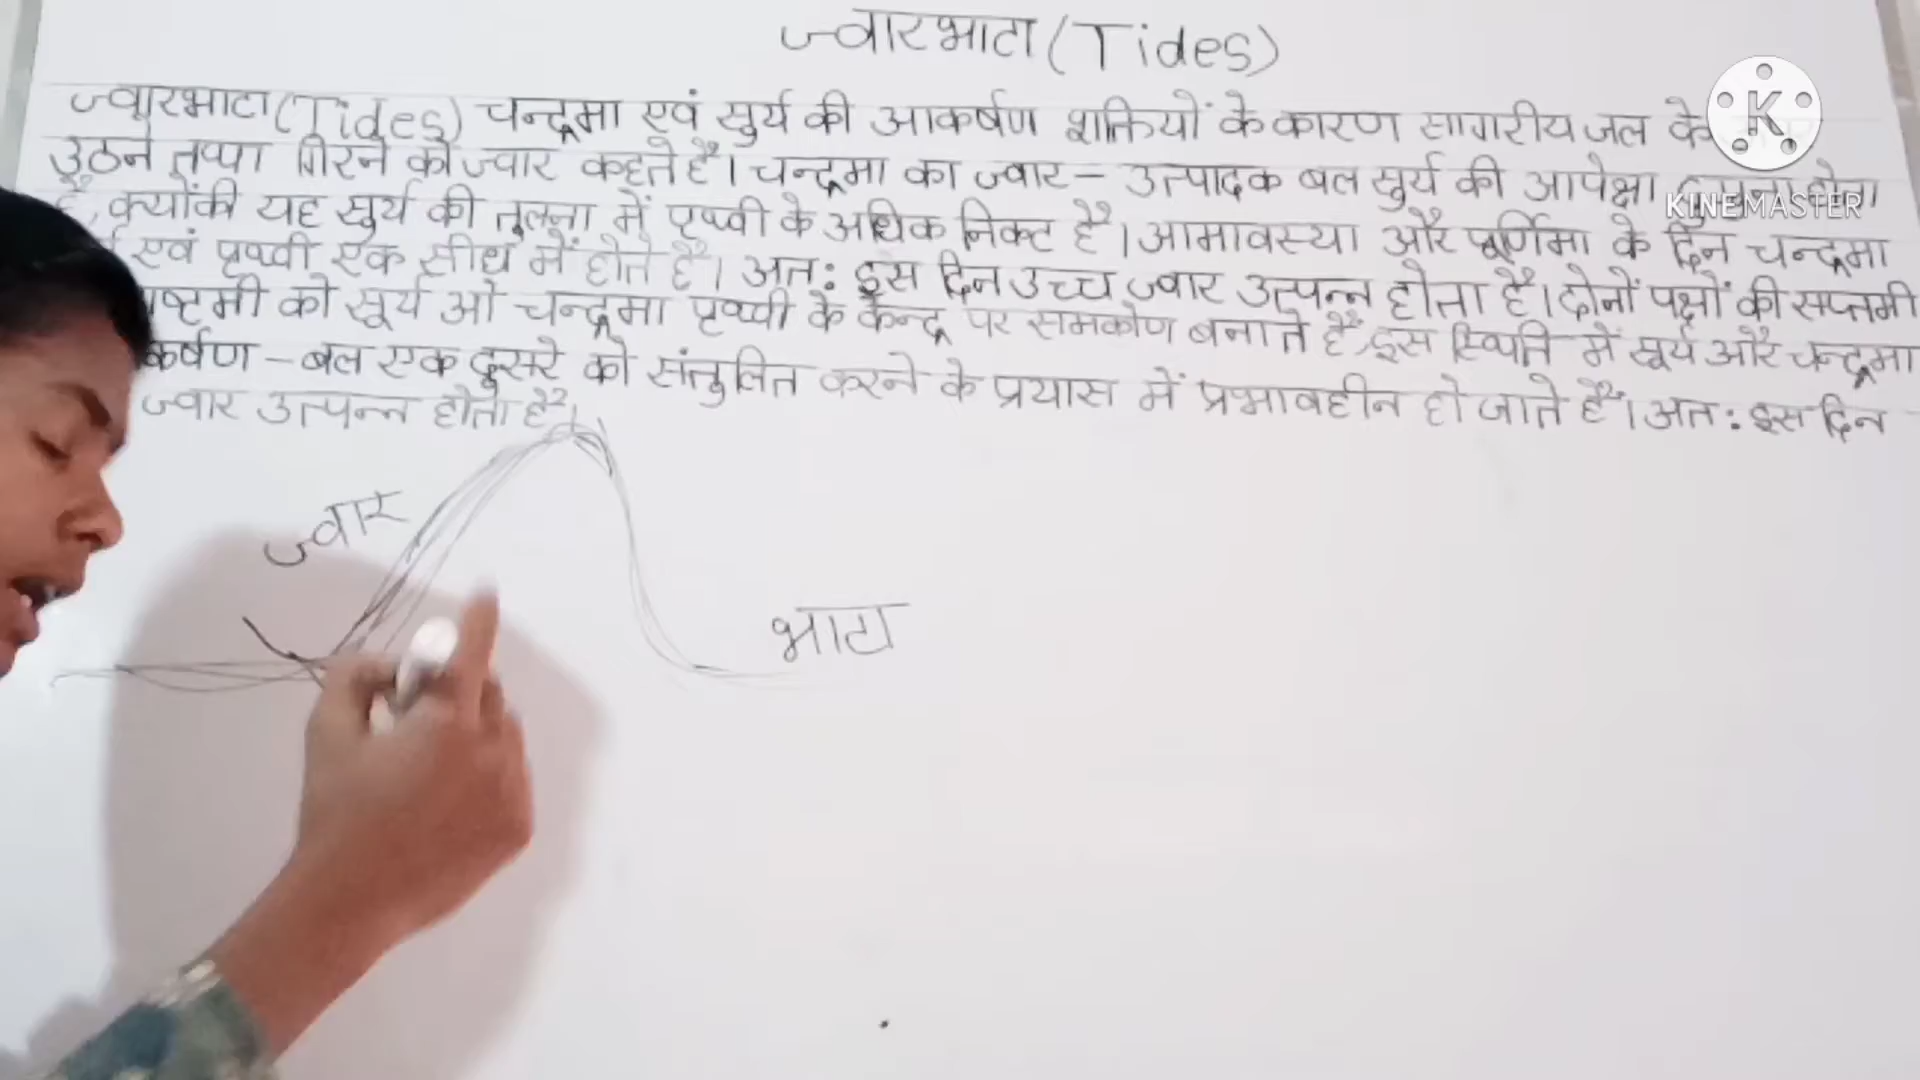 ज्वारभाटा (Tides)
ज्वारभाटा (Tides) चन्द्रमा एवं सुर्य की आकर्षण शक्तियों के कारण सागरीय जल के
उठने तथा गिरने को ज्वार कहते हैं। चन्द्रमा का ज्वार - उत्पादक बल सुर्य की आपेक्षा होता
है, क्योंकी यह सुर्य की तुलना में पृथ्वी के अधिक निकट है। आमावस्या और पूर्णिमा के दिन चन्द्रमा
एवं पृथ्वी एक सीध में होते हैं। अत: इस दिन उच्च ज्वार उत्पन्न होता है। दोनों पक्षों की सप्तमी
को सूर्य ओ चन्द्रमा पृथ्वी के केन्द्र पर समकोण बनाते हैं, इस स्थिति में सूर्य और चन्द्रमा
- बल एक दुसरे को संतुलित करने के प्रयास में प्रभावहीन हो जाते हैं। अत: इस दिन
ज्वार उत्पन्न होता है।
ज्वार
भाटा
K
KINEMASTER